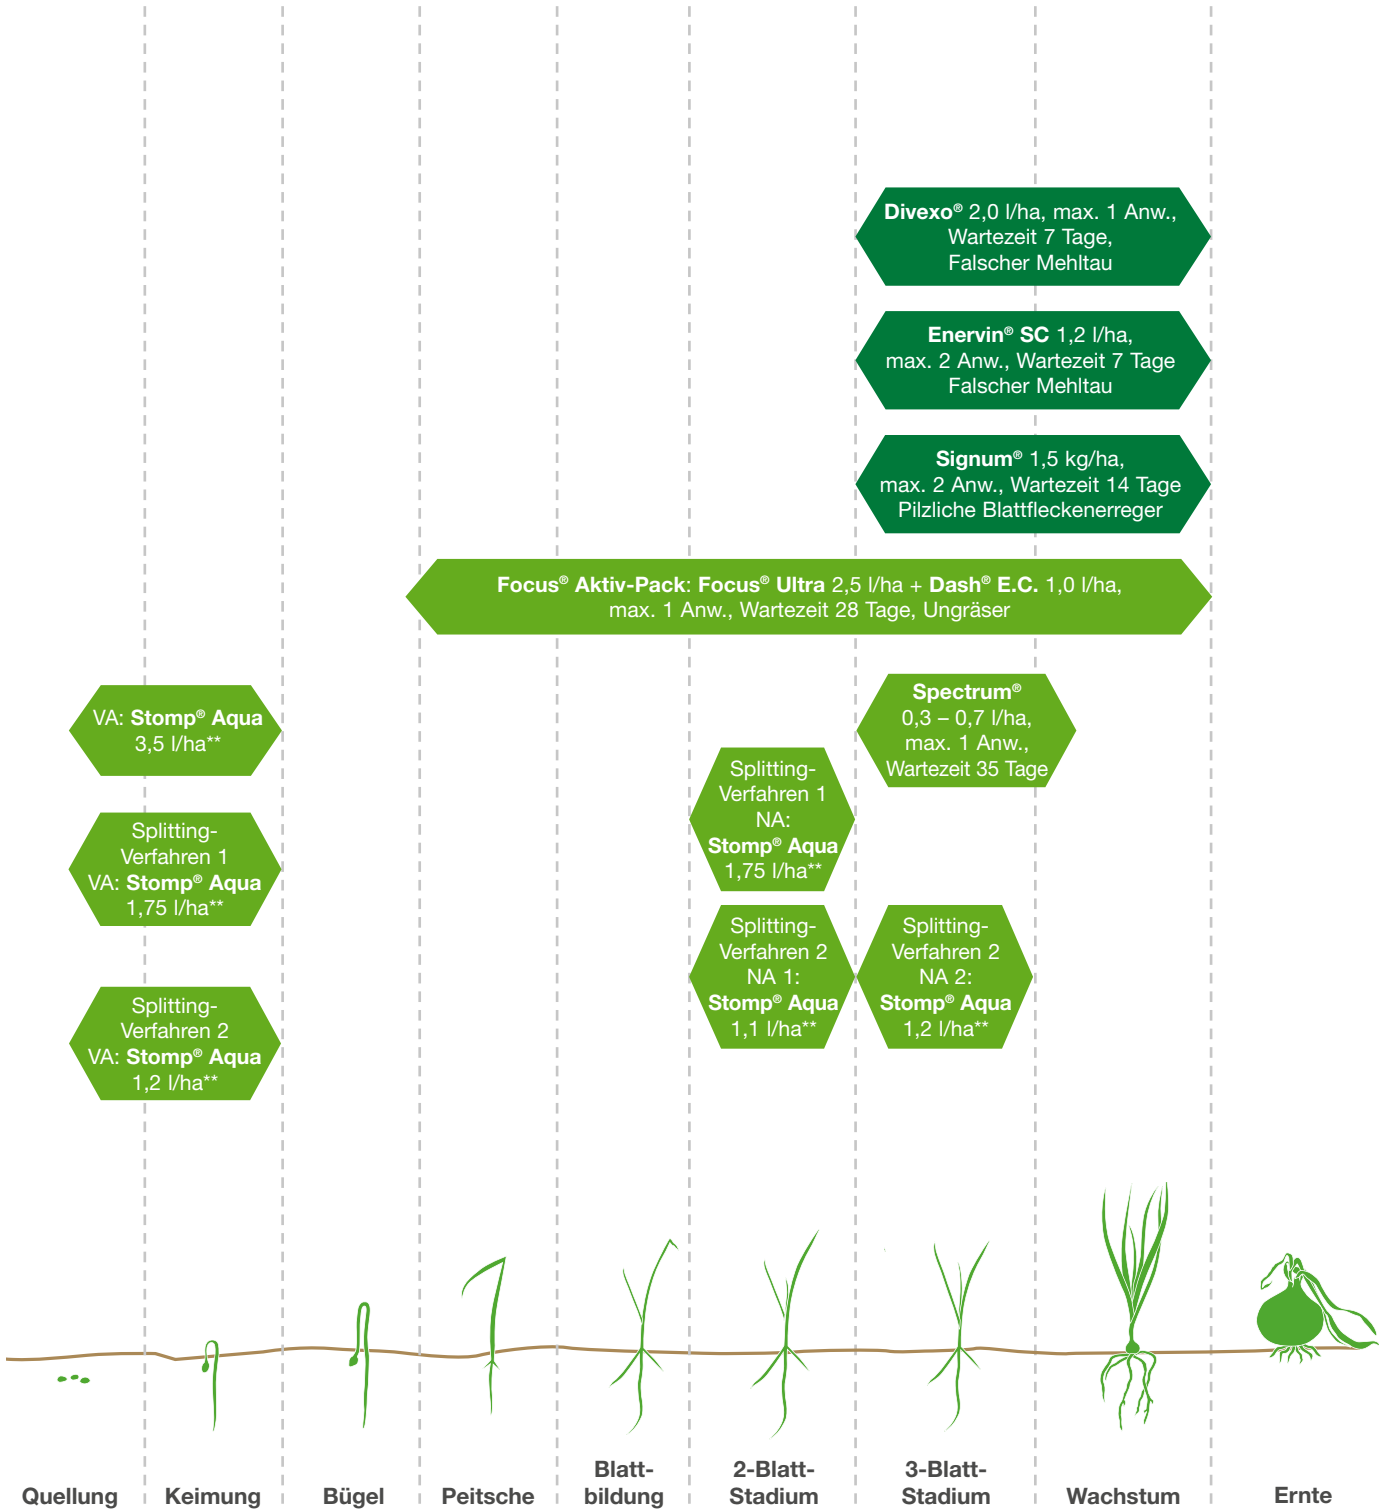 Divexo® 2,0 l/ha, max. 1 Anw.,
Wartezeit 7 Tage,
Falscher Mehltau
Enervin® SC 1,2 l/ha,
max. 2 Anw., Wartezeit 7 Tage
Falscher Mehltau
Signum® 1,5 kg/ha,
max. 2 Anw., Wartezeit 14 Tage
Pilzliche Blattfleckenerreger
Focus® Aktiv-Pack: Focus® Ultra 2,5 l/ha + Dash® E.C. 1,0 l/ha,
max. 1 Anw., Wartezeit 28 Tage, Ungräser
VA: Stomp® Aqua
3,5 l/ha**
Spectrum®
0,3 – 0,7 l/ha,
max. 1 Anw.,
Wartezeit 35 Tage
Splitting-
Verfahren 1
VA: Stomp® Aqua
1,75 l/ha**
Splitting-
Verfahren 1
NA:
Stomp® Aqua
1,75 l/ha**
Splitting-
Verfahren 2
VA: Stomp® Aqua
1,2 l/ha**
Splitting-
Verfahren 2
NA 1:
Stomp® Aqua
1,1 l/ha**
Splitting-
Verfahren 2
NA 2:
Stomp® Aqua
1,2 l/ha**
Quellung
Keimung
Bügel
Peitsche
Blatt-
bildung
2-Blatt-
Stadium
3-Blatt-
Stadium
Wachstum
Ernte